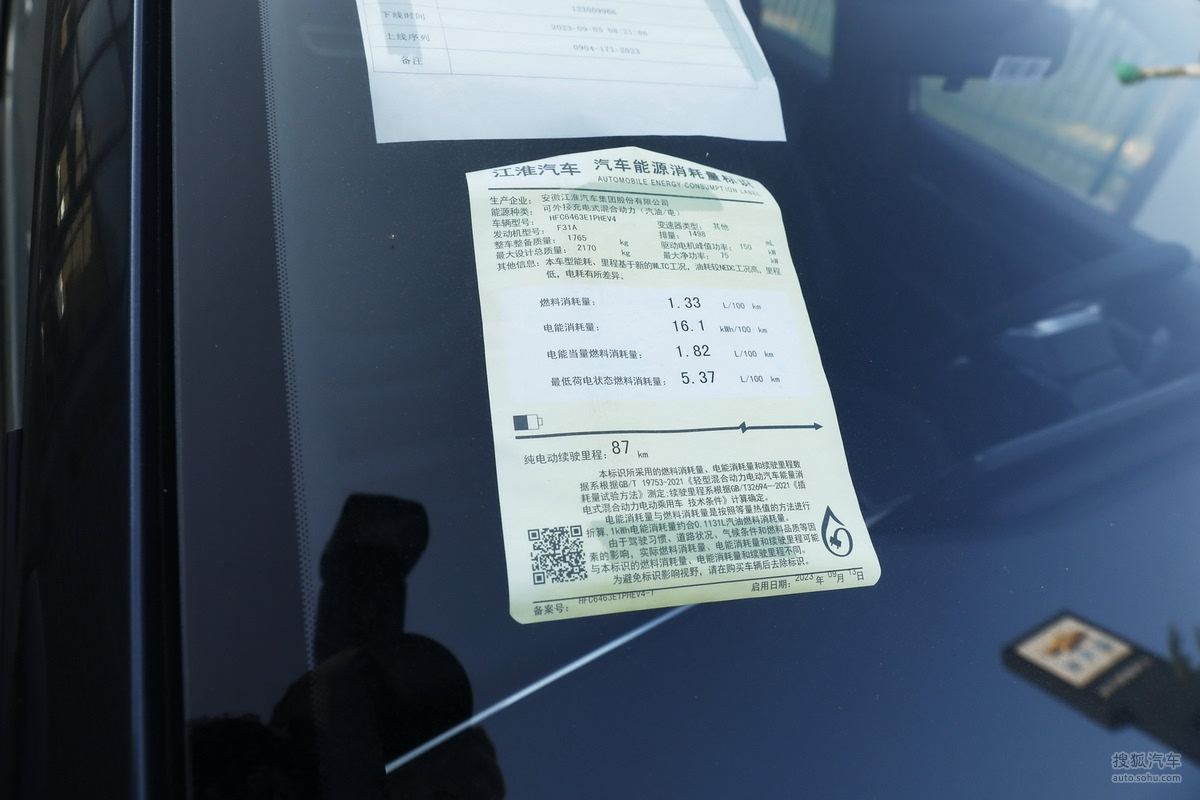 123009966
下线时间
2023-09-05 08:21:06
上线序列
0904-171-2023
备注
江淮汽车 汽车能源消耗量标识
AUTOMOBILE ENERGY CONSUMPTION LABEL
生产企业: 安徽江淮汽车集团股份有限公司
能源种类: 可外接充电式混合动力（汽油/电）
车辆型号: HFC6463E1PHEV4 变速器类型: 其他
发动机型号: F31A 排量: 1498 mL
整车整备质量: 1765 kg 驱动电机峰值功率: 150 kW
最大设计总质量: 2170 kg 最大净功率: 75 kW
其他信息: 本车型能耗、里程基于新的WLTC工况，油耗较NEDC工况高，里程
低，电耗有所差异、
燃料消耗量: 1.33 L/100 km
电能消耗量: 16.1 kWh/100 km
电能当量燃料消耗量: 1.82 L/100 km
最低荷电状态燃料消耗量: 5.37 L/100 km
纯电动续驶里程: 87 km
本标识所采用的燃料消耗量、电能消耗量和续驶里程数
据系根据GB/T 19753-2021《轻型混合动力电动汽车能量消
耗量试验方法》测定;续驶里程系根据GB/T32694—2021《插
电式混合动力电动乘用车 技术条件》计算确定。
电能消耗量与燃料消耗量是按照等量热值的方法进行
折算，1kWh电能消耗量约合0.1131L汽油燃料消耗量。
由于驾驶习惯、道路状况、气候条件和燃料品质等因
素的影响，实际燃料消耗量、电能消耗量和续驶里程可能
与本标识的燃料消耗量、电能消耗量和续驶里程不同。
为避免标识影响视野，请在购买车辆后去除标识。
备案号: HFC6463E1PHEV4-1 启用日期: 2023 年 09月 13日
搜狐汽车
auto.sohu.com